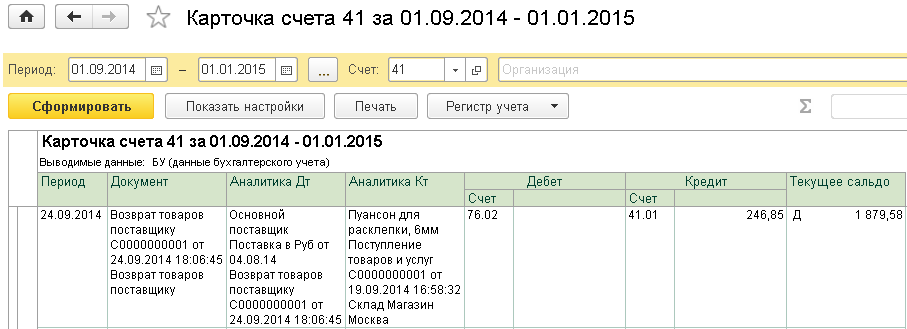 Карточка счета 41 за 01.09.2014 - 01.01.2015
Период: 01.09.2014 – 01.01.2015 ... Счет: 41 Организация
Сформировать Показать настройки Печать Регистр учета Σ
Карточка счета 41 за 01.09.2014 - 01.01.2015
Выводимые данные: БУ (данные бухгалтерского учета)
Период Документ Аналитика Дт Аналитика Кт Дебет Кредит Текущее сальдо
Счет Счет
24.09.2014 Возврат товаров Основной Пуансон для 76.02 41.01 246,85 Д 1 879,58
поставщику поставщик расклепки, 6мм
С0000000001 от Поставка в Руб от Поступление
24.09.2014 18:06:45 04.08.14 товаров и услуг
Возврат товаров Возврат товаров С0000000001 от
поставщику поставщику 19.09.2014 16:58:32
С0000000001 от Склад Магазин
24.09.2014 18:06:45 Москва